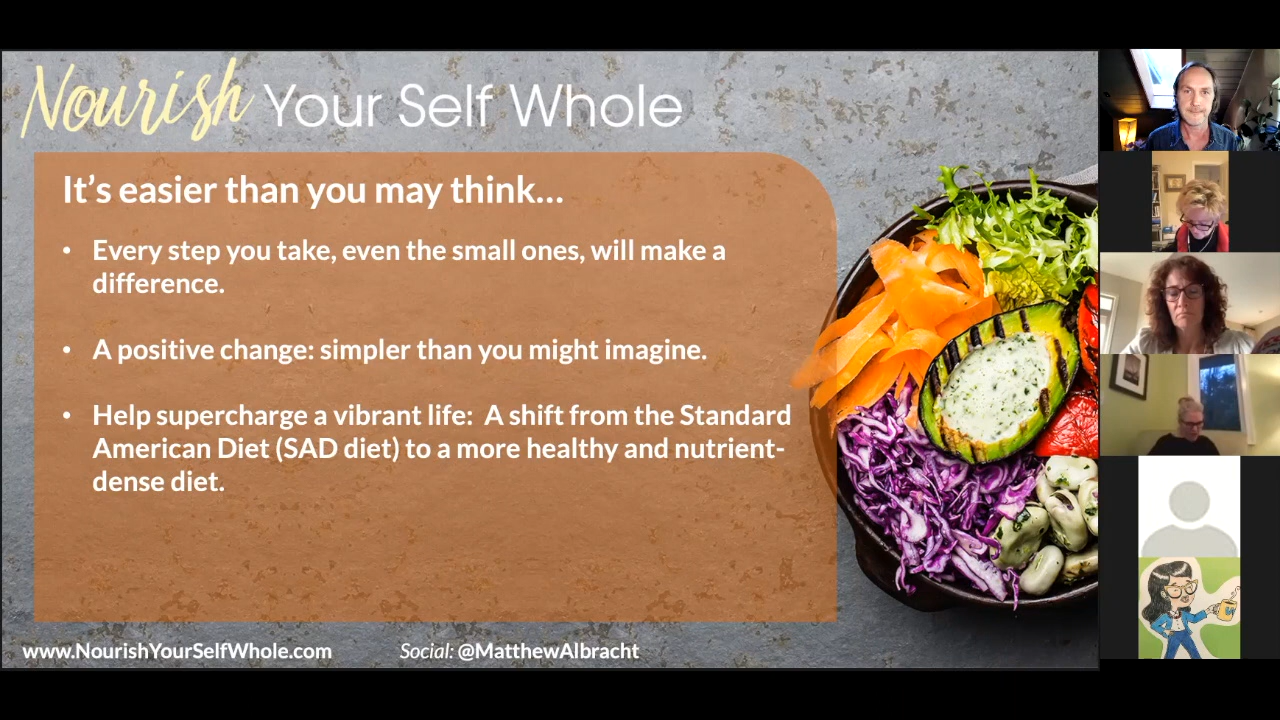 Nourish Your Self Whole
It’s easier than you may think...
• Every step you take, even the small ones, will make a
difference.
• A positive change: simpler than you might imagine.
• Help supercharge a vibrant life:  A shift from the Standard
American Diet (SAD diet) to a more healthy and nutrient-
dense diet.
www.NourishYourSelfWhole.com Social: @MatthewAlbracht